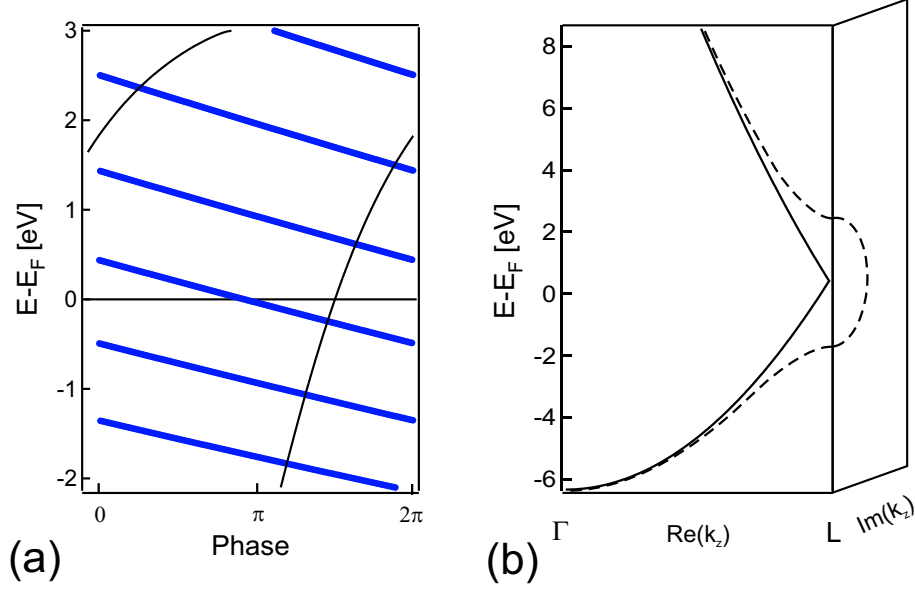 3
2
1
0
-1
-2
E-E_F [eV]
0 π 2π
Phase
(a)
8
6
4
2
0
-2
-4
-6
E-E_F [eV]
Γ Re(k_z) L Im(k_z)
(b)